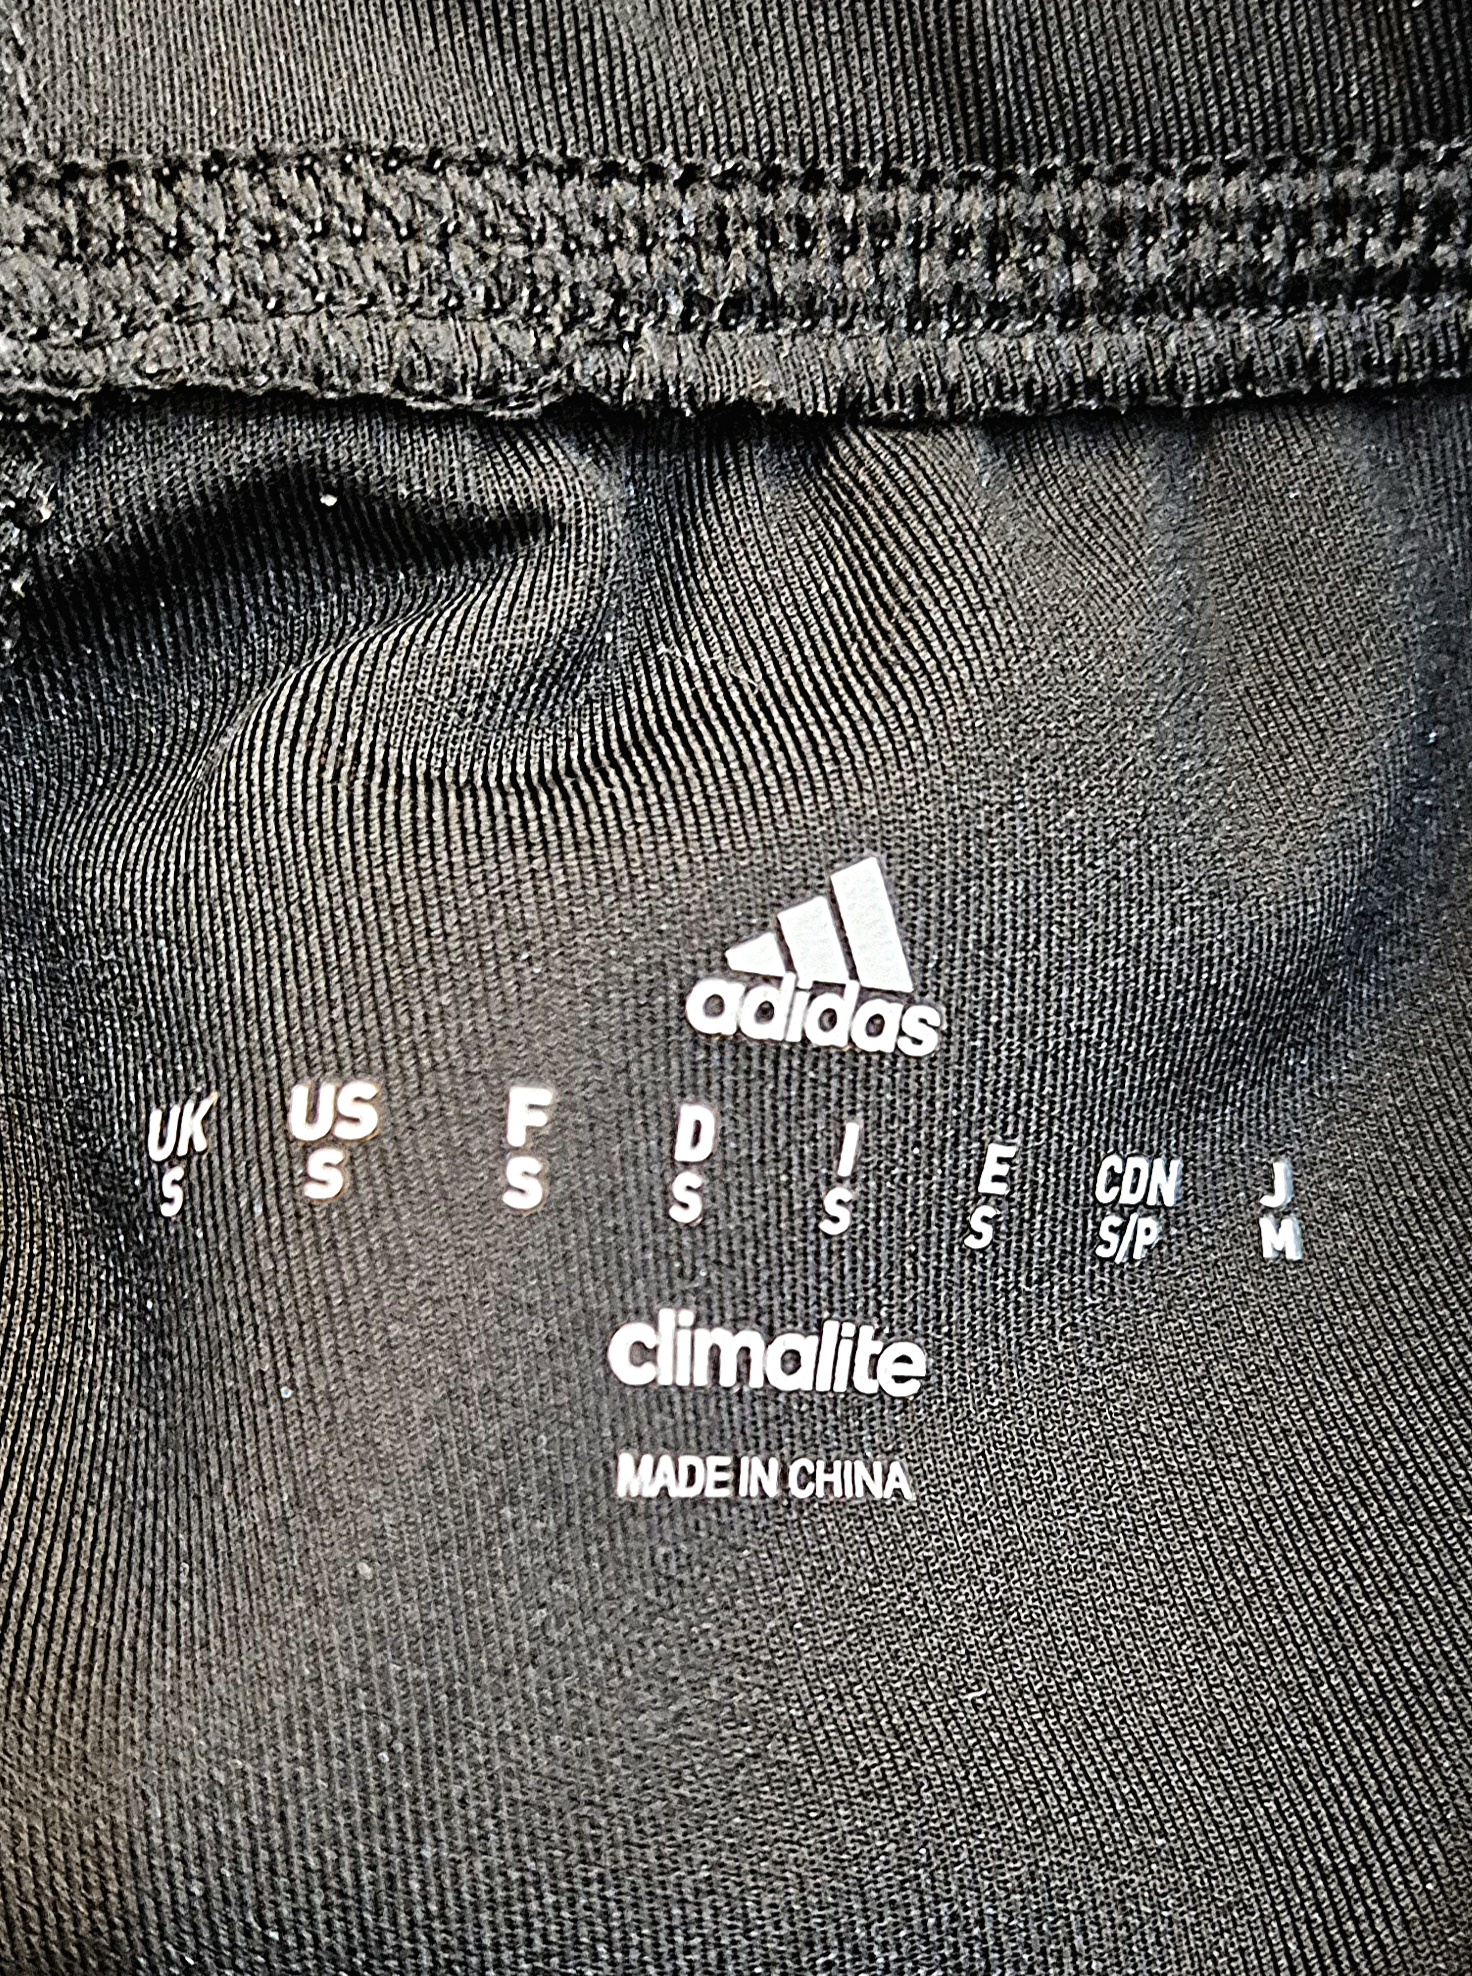 adidas
UK US F D I E CDN J
S S S S S S S/P M
climalite
MADE IN CHINA